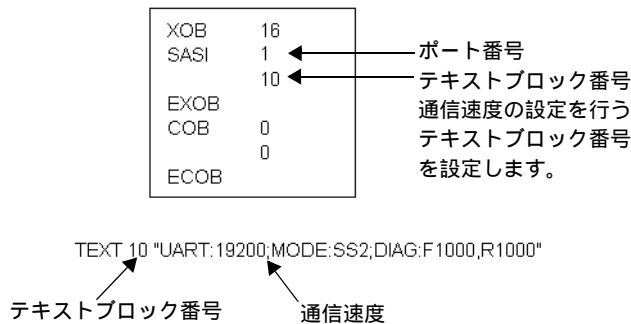 XOB 16
SASI 1
10
EXOB
COB 0
0
ECOB
ポート番号
テキストブロック番号
通信速度の設定を行う
テキストブロック番号
を設定します。
TEXT 10 "UART:19200;MODE:SS2;DIAG:F1000,R1000"
テキストブロック番号
通信速度